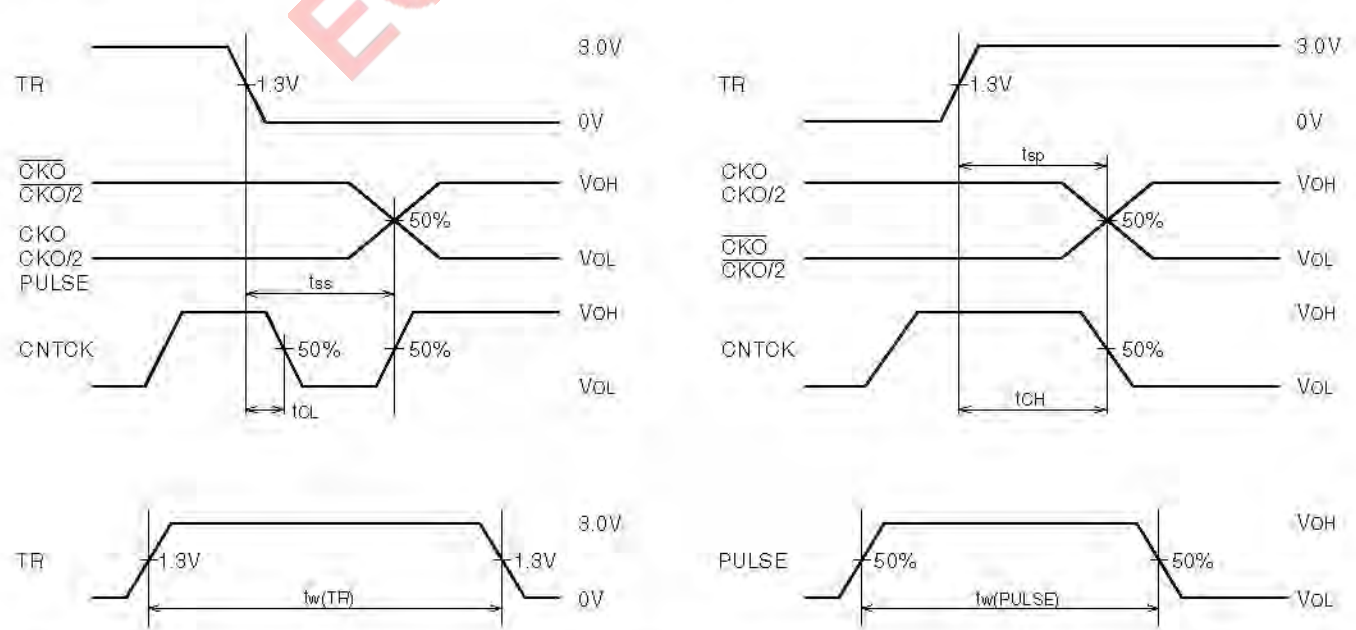 TR
1.3V
3.0V
0V
CKO
CKO/2
CKO
CKO/2
PULSE
50%
VOH
VOL
tss
CNTCK
50%
50%
VOH
VOL
tCL
TR
1.3V
3.0V
0V
tsp
CKO
CKO/2
CKO
CKO/2
50%
VOH
VOL
CNTCK
50%
VOH
VOL
tCH
TR
1.3V
1.3V
3.0V
0V
tw(TR)
PULSE
50%
50%
VOH
VOL
tw(PULSE)